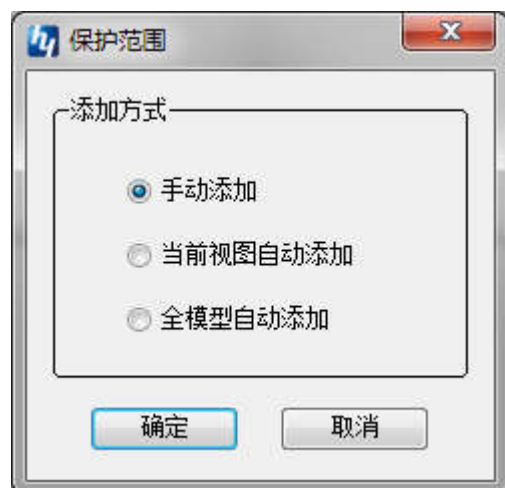 hy 保护范围
添加方式
手动添加
当前视图自动添加
全模型自动添加
确定 取消